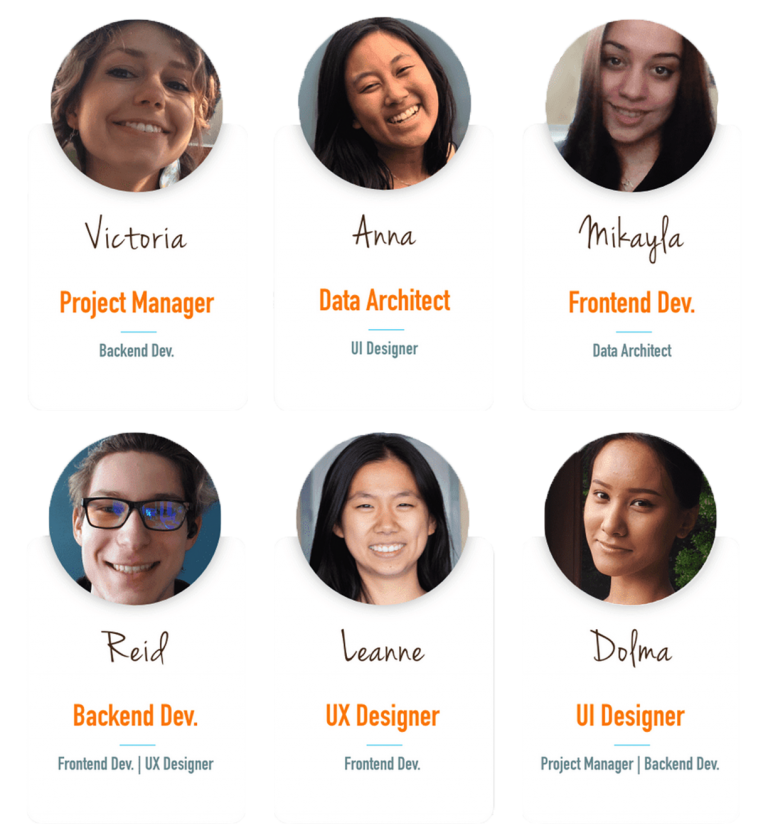 Victoria
Project Manager
Backend Dev.
Anna
Data Architect
UI Designer
Mikayla
Frontend Dev.
Data Architect
Reid
Backend Dev.
Frontend Dev. | UX Designer
Leanne
UX Designer
Frontend Dev.
Dolma
UI Designer
Project Manager | Backend Dev.